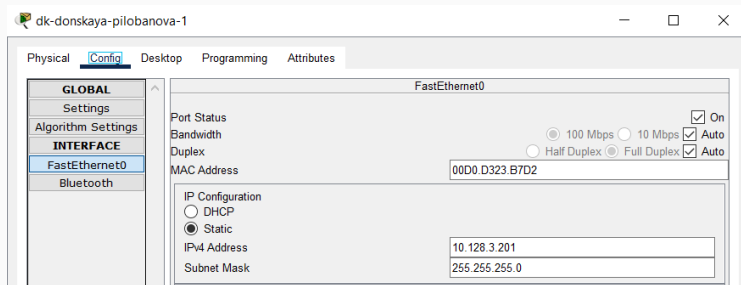 dk-donskaya-pilobanova-1
Physical Config Desktop Programming Attributes
GLOBAL
Settings
Algorithm Settings
INTERFACE
FastEthernet0
Bluetooth
FastEthernet0
Port Status On
Bandwidth 100 Mbps 10 Mbps Auto
Duplex Half Duplex Full Duplex Auto
MAC Address 00D0.D323.B7D2
IP Configuration
DHCP
Static
IPv4 Address 10.128.3.201
Subnet Mask 255.255.255.0